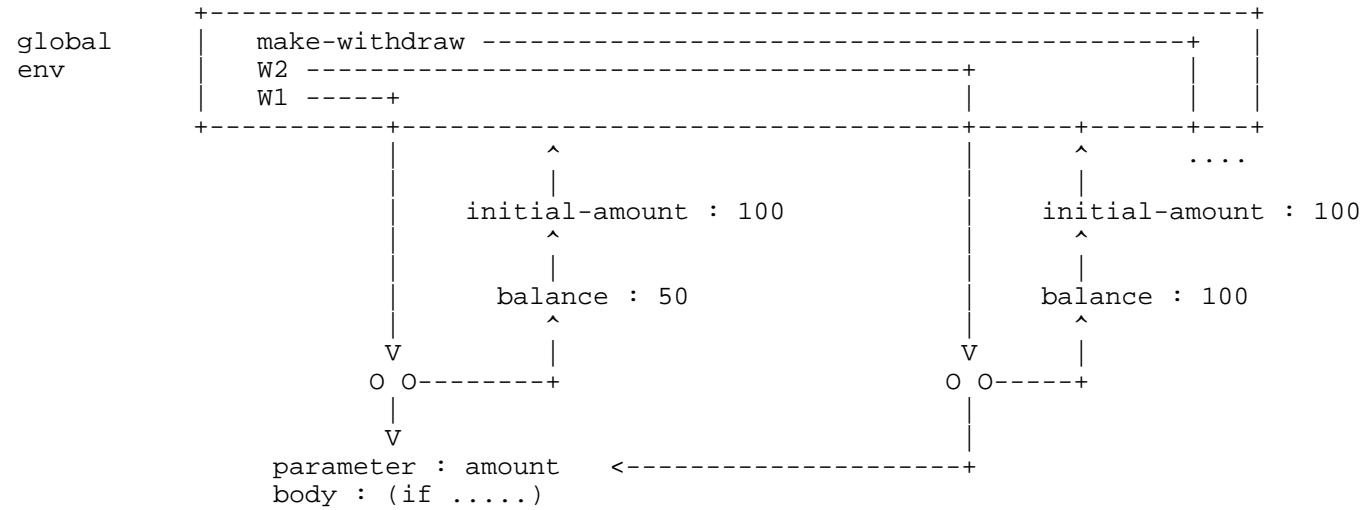 global make-withdraw
env W2
W1
....
initial-amount : 100 initial-amount : 100
balance : 50 balance : 100
V V
O O O O
V
parameter : amount
body : (if .....)